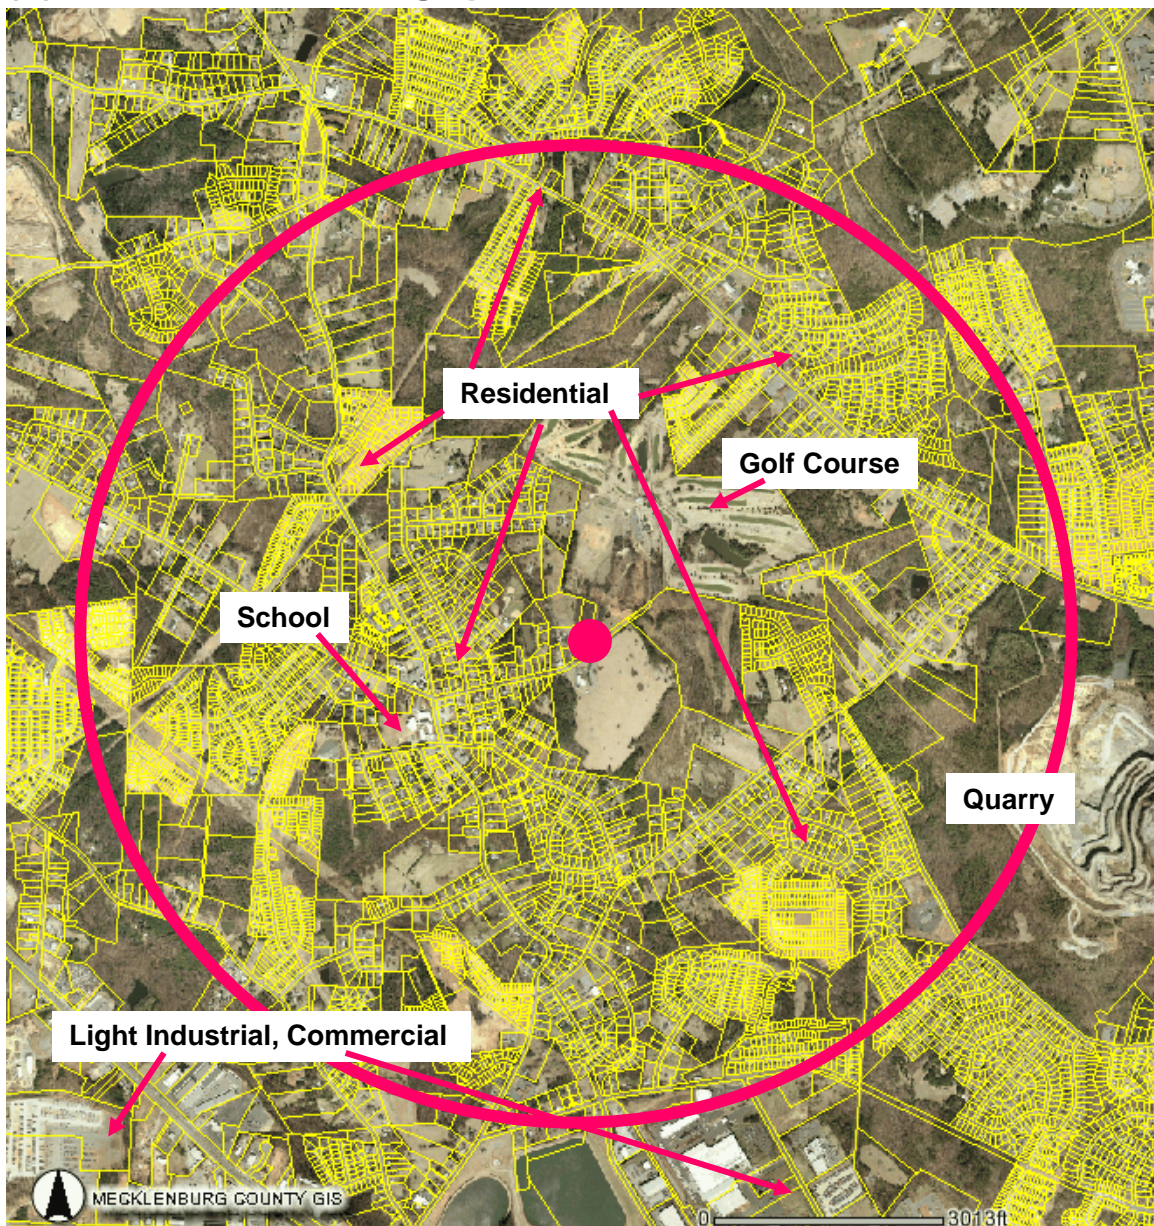 Residential
Golf Course
School
Quarry
Light Industrial, Commercial
MECKLENBURG COUNTY GIS
0 3013ft